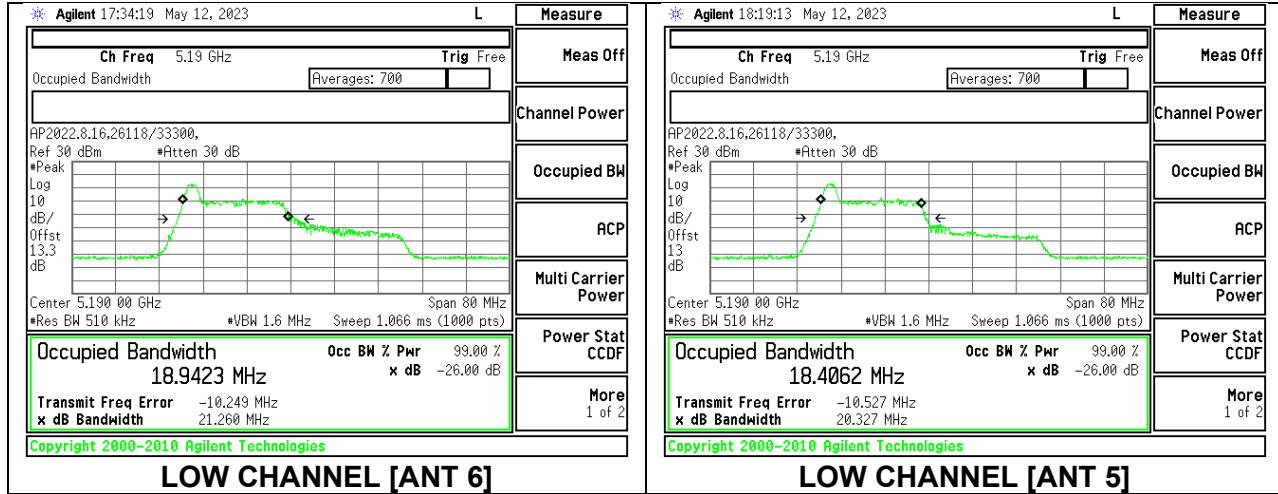 Agilent 17:34:19 May 12, 2023 L Measure
Ch Freq 5.19 GHz Trig Free
Occupied Bandwidth Averages: 700
AP2022.8.16,26118/33300,
Ref 30 dBm #Atten 30 dB
#Peak
Log
10
dB/
Offst
13.3
dB
Center 5.190 00 GHz Span 80 MHz
#Res BW 510 kHz #VBW 1.6 MHz Sweep 1.066 ms (1000 pts)
Occupied Bandwidth Occ BW % Pwr 99.00 %
18.9423 MHz x dB -26.00 dB
Transmit Freq Error -10.249 MHz
x dB Bandwidth 21.260 MHz
Copyright 2000-2010 Agilent Technologies
Meas Off
Channel Power
Occupied BW
ACP
Multi Carrier
Power
Power Stat
CCDF
More
1 of 2
LOW CHANNEL [ANT 6]
Agilent 18:19:13 May 12, 2023 L Measure
Ch Freq 5.19 GHz Trig Free
Occupied Bandwidth Averages: 700
AP2022.8.16,26118/33300,
Ref 30 dBm #Atten 30 dB
#Peak
Log
10
dB/
Offst
13
dB
Center 5.190 00 GHz Span 80 MHz
#Res BW 510 kHz #VBW 1.6 MHz Sweep 1.066 ms (1000 pts)
Occupied Bandwidth Occ BW % Pwr 99.00 %
18.4062 MHz x dB -26.00 dB
Transmit Freq Error -10.527 MHz
x dB Bandwidth 20.327 MHz
Copyright 2000-2010 Agilent Technologies
Meas Off
Channel Power
Occupied BW
ACP
Multi Carrier
Power
Power Stat
CCDF
More
1 of 2
LOW CHANNEL [ANT 5]